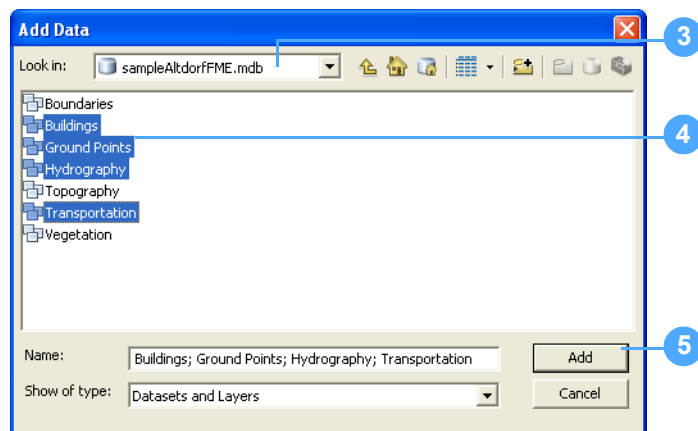 Add Data
3
Look in: sampleAltdorfFME.mdb
Boundaries
Buildings
4
Ground Points
Hydrography
Topography
Transportation
Vegetation
Name: Buildings; Ground Points; Hydrography; Transportation Add
5
Show of type: Datasets and Layers Cancel